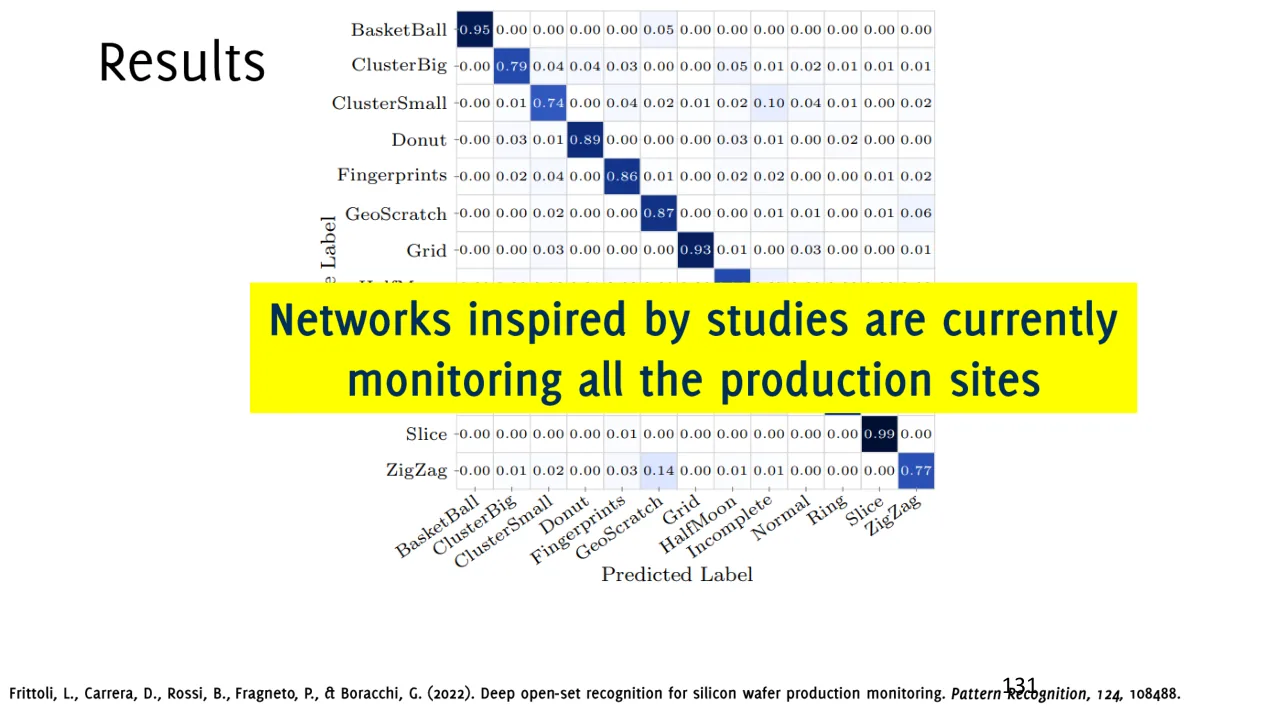 Results
BasketBall 0.95 0.00 0.00 0.00 0.00 0.05 0.00 0.00 0.00 0.00 0.00 0.00 0.00
ClusterBig 0.00 0.79 0.04 0.04 0.03 0.00 0.00 0.05 0.01 0.02 0.01 0.01 0.01
ClusterSmall 0.00 0.01 0.74 0.00 0.04 0.02 0.01 0.02 0.10 0.04 0.01 0.00 0.02
Donut 0.00 0.03 0.01 0.89 0.00 0.00 0.00 0.03 0.01 0.00 0.02 0.00 0.00
Fingerprints 0.00 0.02 0.04 0.00 0.86 0.01 0.00 0.02 0.02 0.00 0.00 0.01 0.02
GeoScratch 0.00 0.00 0.02 0.00 0.00 0.87 0.00 0.00 0.01 0.01 0.00 0.01 0.06
Grid 0.00 0.00 0.03 0.00 0.00 0.00 0.93 0.01 0.00 0.03 0.00 0.00 0.01
Label
Networks inspired by studies are currently
monitoring all the production sites
Slice 0.00 0.00 0.00 0.00 0.01 0.00 0.00 0.00 0.00 0.00 0.00 0.99 0.00
ZigZag 0.00 0.01 0.02 0.00 0.03 0.14 0.00 0.01 0.01 0.00 0.00 0.00 0.77
BasketBall ClusterBig ClusterSmall Donut Fingerprints GeoScratch Grid HalfMoon Incomplete Normal Ring Slice ZigZag
Predicted Label
Frittoli, L., Carrera, D., Rossi, B., Fragneto, P., & Boracchi, G. (2022). Deep open-set recognition for silicon wafer production monitoring. Pattern Recognition, 124, 108488.
131